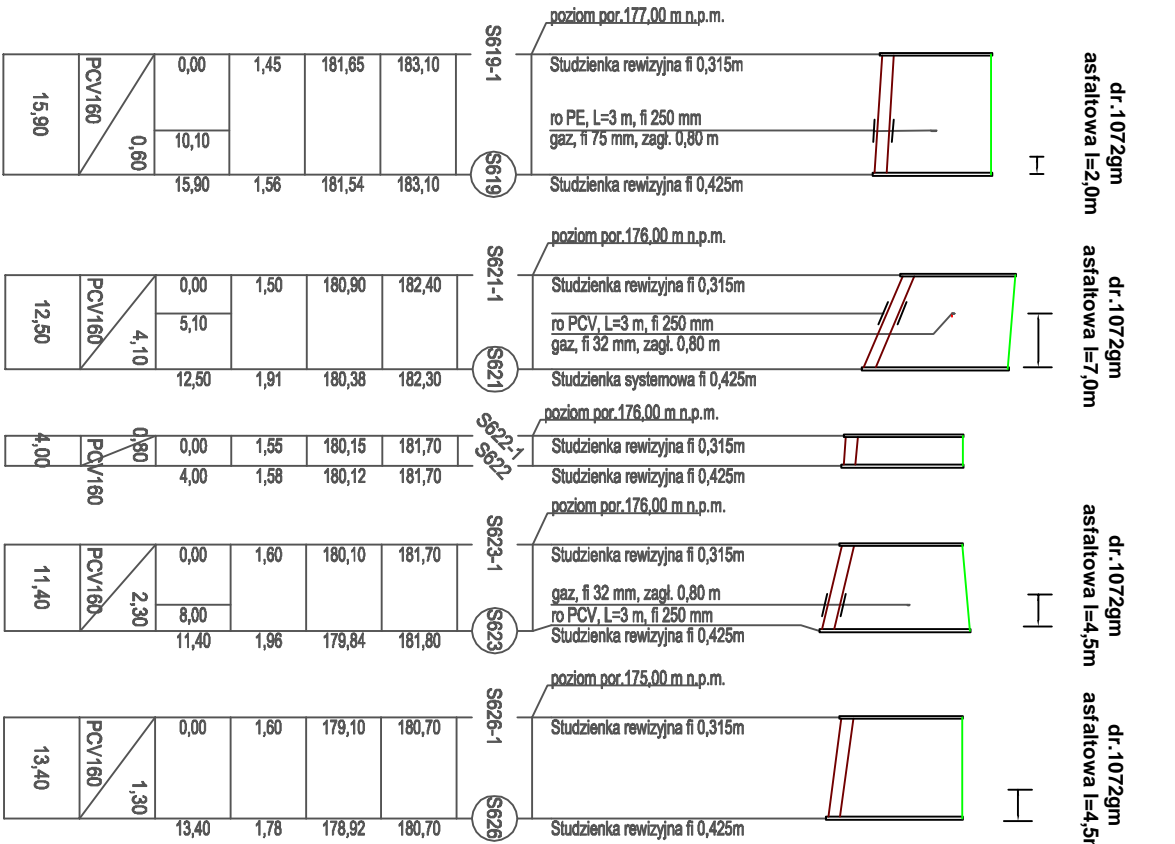 poziom por.177,00 m n.p.m.
S619-1
0,00 1,45 181,65 183,10 Studzienka rewizyjna fi 0,315m
PCV160
0,60
15,90
10,10
ro PE, L=3 m, fi 250 mm
gaz, fi 75 mm, zagł. 0,80 m
S619
15,90 1,56 181,54 183,10 Studzienka rewizyjna fi 0,425m
dr.1072gm
asfaltowa l=2,0m
poziom por.176,00 m n.p.m.
S621-1
0,00 1,50 180,90 182,40 Studzienka rewizyjna fi 0,315m
PCV160
4,10
12,50
5,10
ro PCV, L=3 m, fi 250 mm
gaz, fi 32 mm, zagł. 0,80 m
S621
12,50 1,91 180,38 182,30 Studzienka systemowa fi 0,425m
dr.1072gm
asfaltowa l=7,0m
poziom por.176,00 m n.p.m.
S622-1
0,00 1,55 180,15 181,70 Studzienka rewizyjna fi 0,315m
PCV160
0,80
4,00
S622
4,00 1,58 180,12 181,70 Studzienka rewizyjna fi 0,425m
poziom por.176,00 m n.p.m.
S623-1
0,00 1,60 180,10 181,70 Studzienka rewizyjna fi 0,315m
PCV160
2,30
11,40
8,00
gaz, fi 32 mm, zagł. 0,80 m
ro PCV, L=3 m, fi 250 mm
S623
11,40 1,96 179,84 181,80 Studzienka rewizyjna fi 0,425m
dr.1072gm
asfaltowa l=4,5m
poziom por.175,00 m n.p.m.
S626-1
0,00 1,60 179,10 180,70 Studzienka rewizyjna fi 0,315m
PCV160
1,30
13,40
S626
13,40 1,78 178,92 180,70 Studzienka rewizyjna fi 0,425m
dr.1072gm
asfaltowa l=4,5m